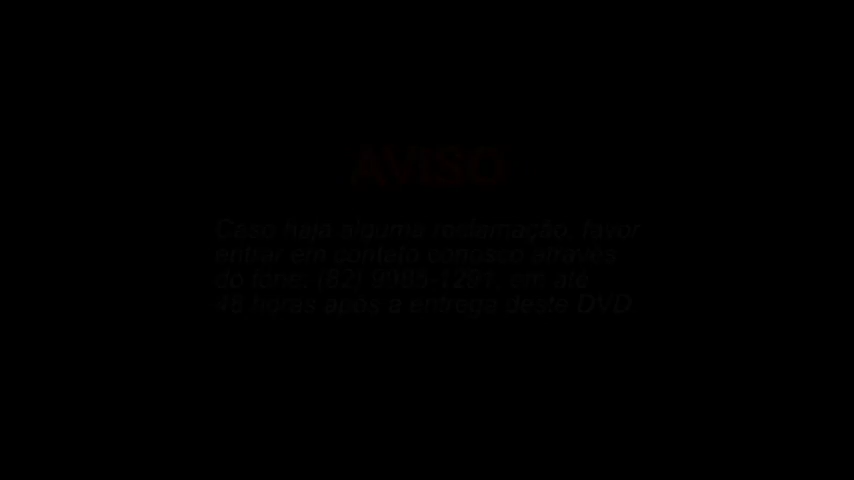 AVISO
Caso haja alguma reclamação, favor
entrar em contato conosco através
do fone: (82) em até
48 horas após a entrega deste DVD